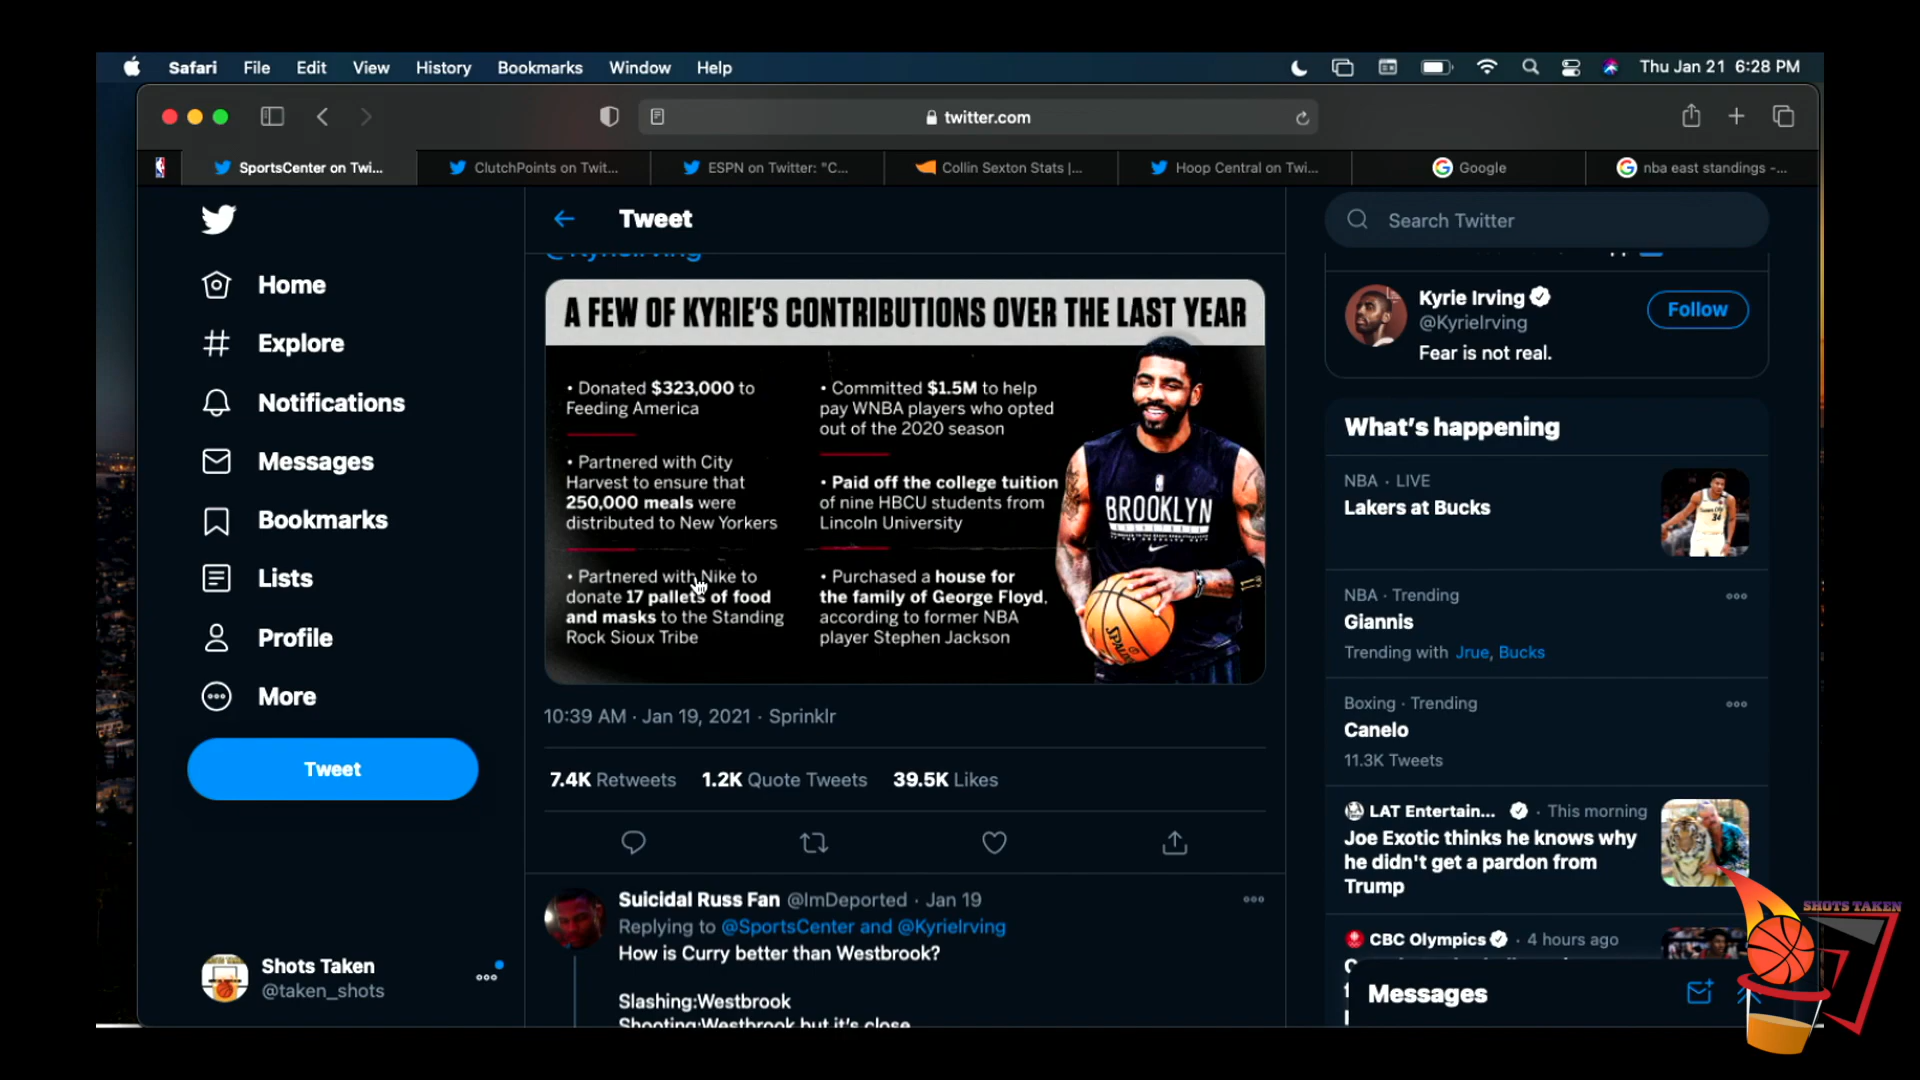 Safari File Edit View History Bookmarks Window Help Thu Jan 21 6:28 PM
twitter.com
SportsCenter on Twi... ClutchPoints on Twit... ESPN on Twitter: "C... Collin Sexton Stats |... Hoop Central on Twi... Google nba east standings -...
Tweet
Search Twitter
@KyrieIrving
Home
Explore
Notifications
Messages
Bookmarks
Lists
Profile
More
Tweet
Shots Taken
@taken_shots
A FEW OF KYRIE'S CONTRIBUTIONS OVER THE LAST YEAR
• Donated $323,000 to
Feeding America
• Partnered with City
Harvest to ensure that
250,000 meals were
distributed to New Yorkers
• Partnered with Nike to
donate 17 pallets of food
and masks to the Standing
Rock Sioux Tribe
• Committed $1.5M to help
pay WNBA players who opted
out of the 2020 season
• Paid off the college tuition
of nine HBCU students from
Lincoln University
• Purchased a house for
the family of George Floyd,
according to former NBA
player Stephen Jackson
BROOKLYN
SPALDING
10:39 AM · Jan 19, 2021 · Sprinklr
7.4K Retweets 1.2K Quote Tweets 39.5K Likes
Suicidal Russ Fan @ImDeported · Jan 19
Replying to @SportsCenter and @KyrieIrving
How is Curry better than Westbrook?
Slashing:Westbrook
Shooting:Westbrook but it's close
Kyrie Irving
@KyrieIrving
Fear is not real.
Follow
What's happening
NBA · LIVE
Lakers at Bucks
34
NBA · Trending
Giannis
Trending with Jrue, Bucks
Boxing · Trending
Canelo
11.3K Tweets
LAT Entertain... · This morning
Joe Exotic thinks he knows why
he didn't get a pardon from
Trump
CBC Olympics · 4 hours ago
Messages
SHOTS TAKEN